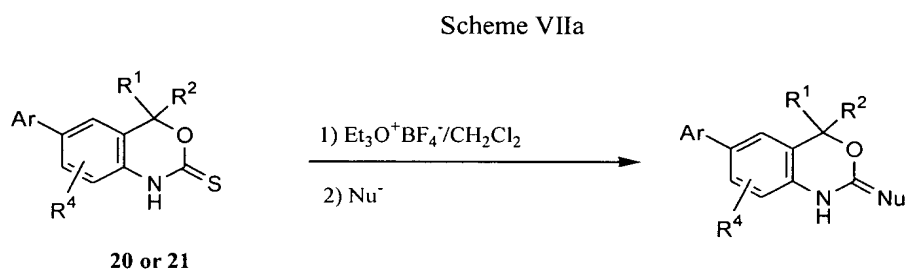 Scheme VIIa
R¹ R²
Ar
O
N
H
S
R⁴
20 or 21
1) Et₃O⁺BF₄⁻/CH₂Cl₂
2) Nu⁻
R¹ R²
Ar
O
N
H
Nu
R⁴